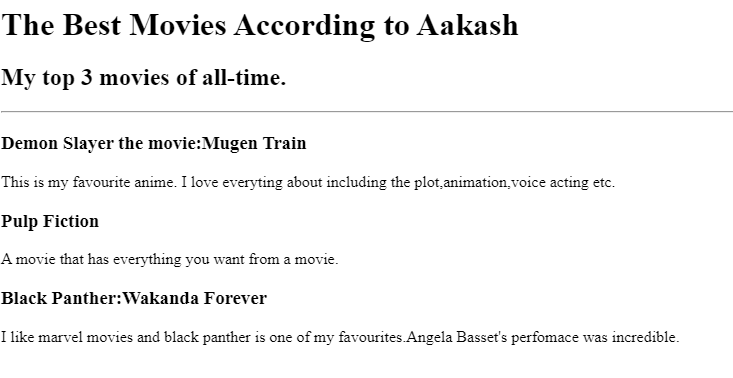 The Best Movies According to Aakash
My top 3 movies of all-time.
Demon Slayer the movie:Mugen Train
This is my favourite anime. I love everyting about including the plot,animation,voice acting etc.
Pulp Fiction
A movie that has everything you want from a movie.
Black Panther:Wakanda Forever
I like marvel movies and black panther is one of my favourites.Angela Basset's perfomace was incredible.